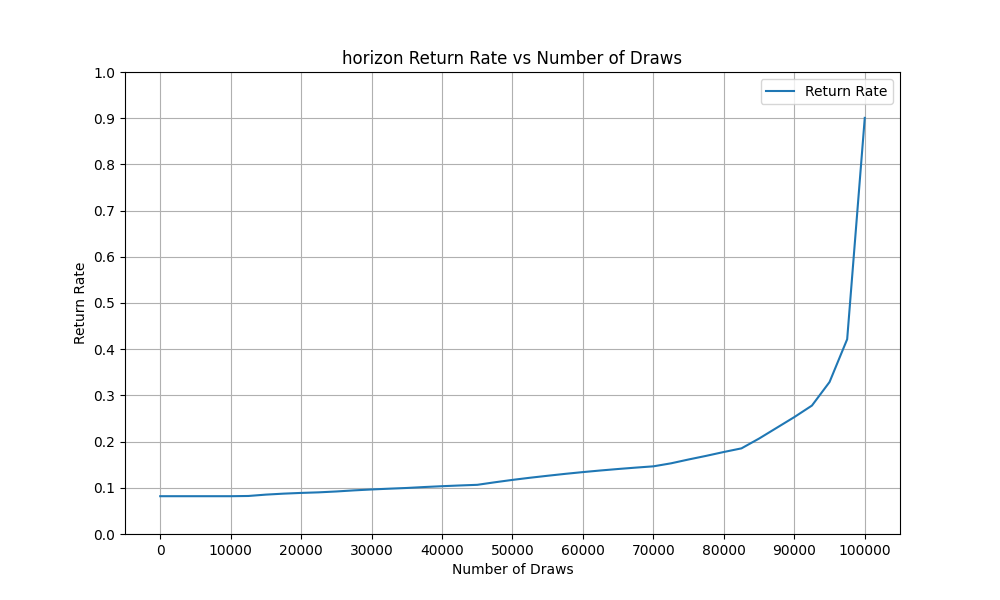 horizon Return Rate vs Number of Draws
1.0
0.9
0.8
0.7
0.6
0.5
0.4
0.3
0.2
0.1
0.0
Return Rate
Return Rate
0 10000 20000 30000 40000 50000 60000 70000 80000 90000 100000
Number of Draws